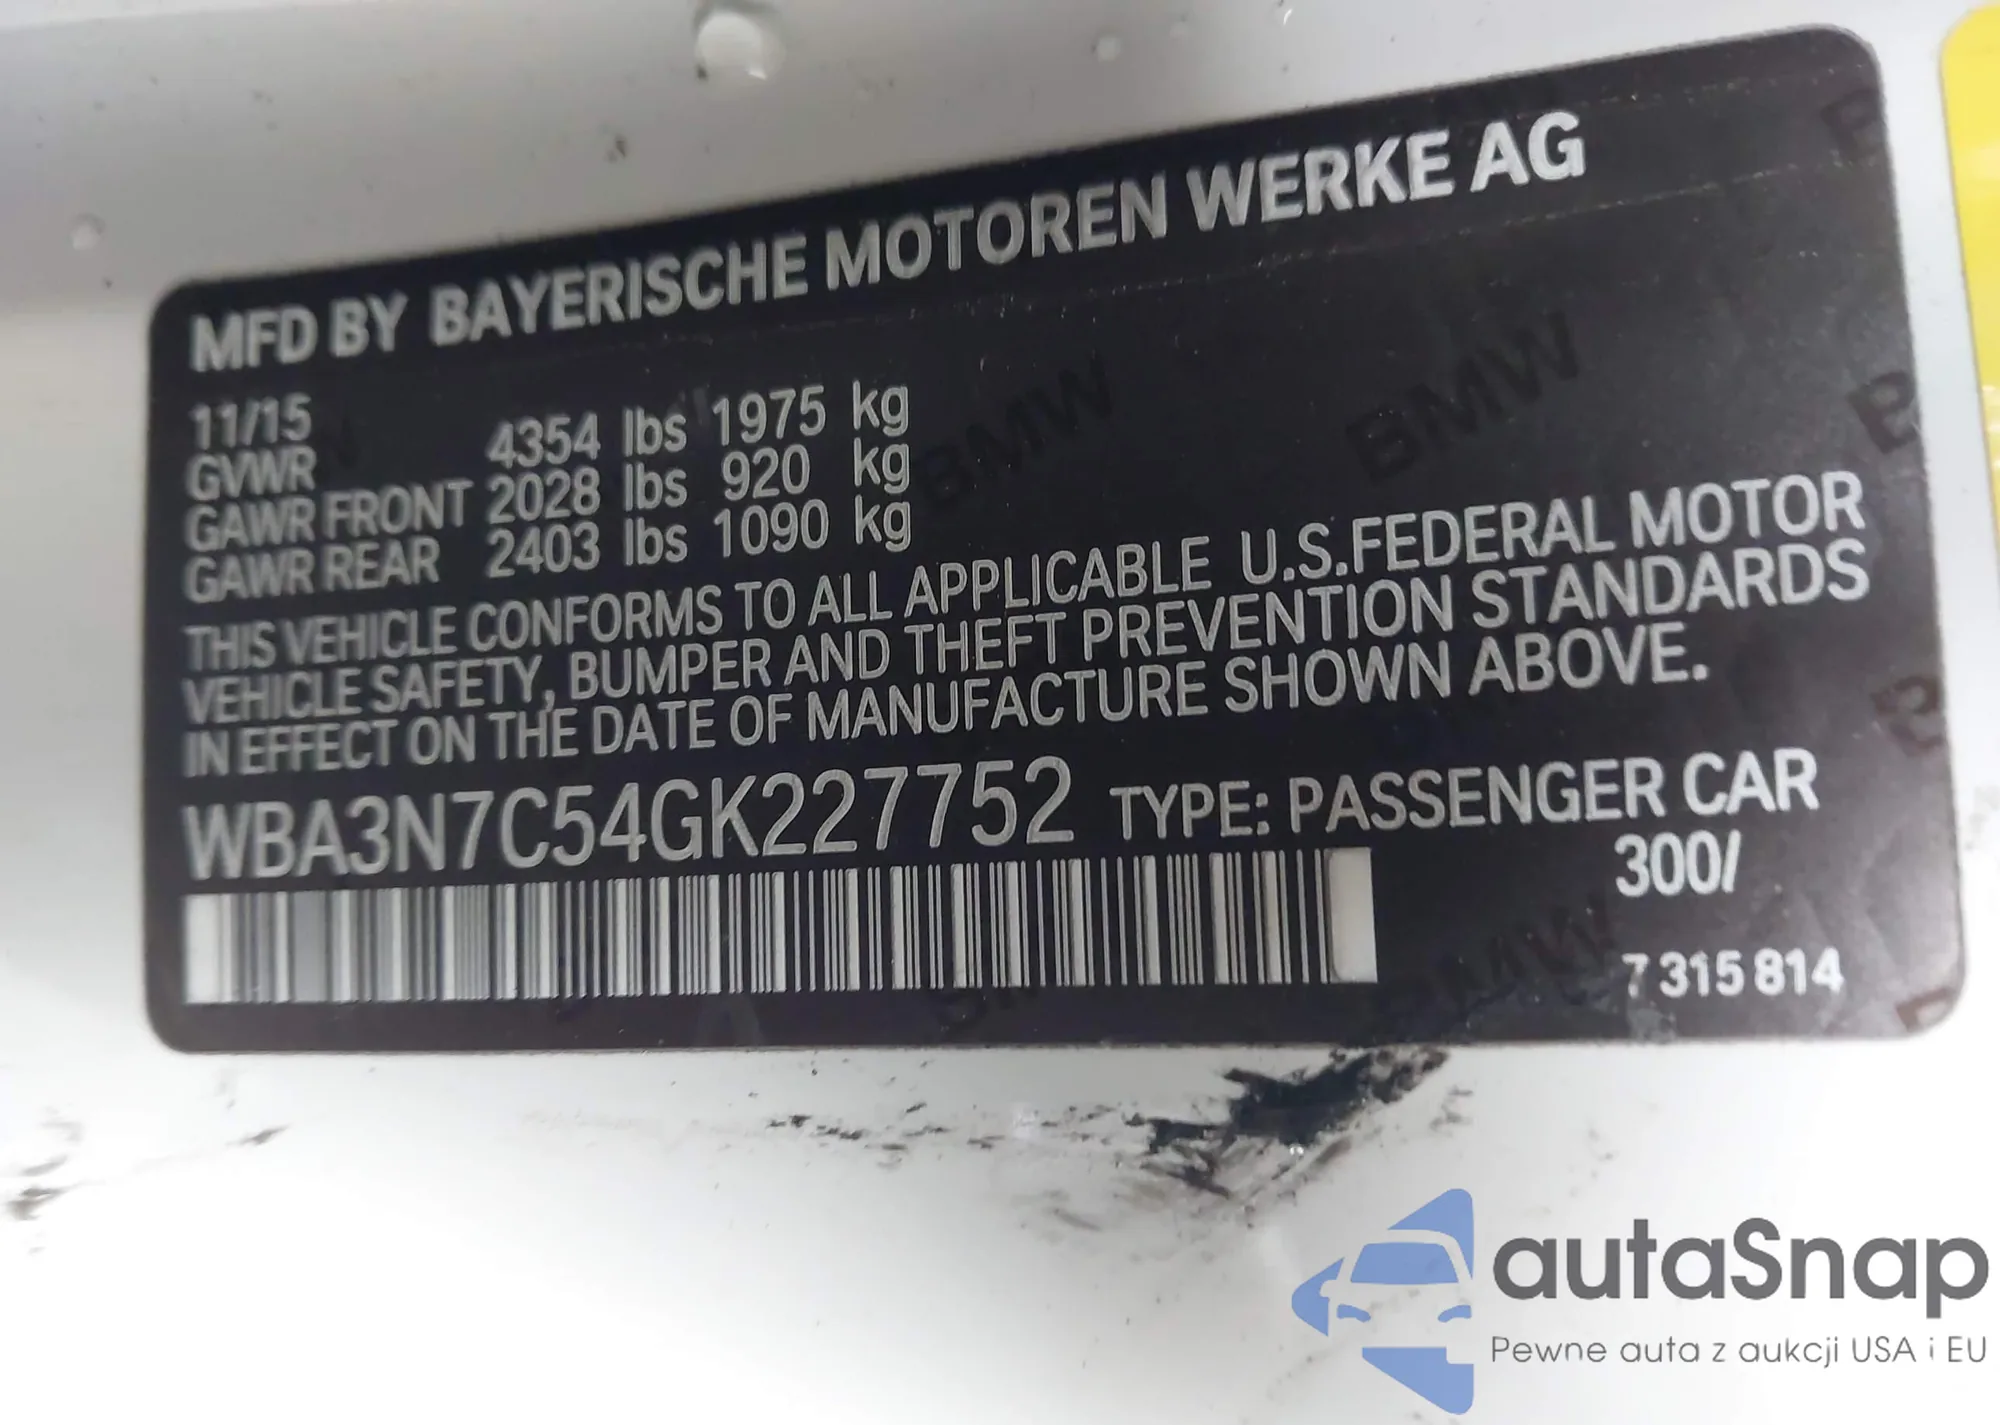 MFD BY BAYERISCHE MOTOREN WERKE AG
11/15
GVWR 4354 lbs 1975 kg
GAWR FRONT 2028 lbs 920 kg
GAWR REAR 2403 lbs 1090 kg
THIS VEHICLE CONFORMS TO ALL APPLICABLE U.S.FEDERAL MOTOR
VEHICLE SAFETY, BUMPER AND THEFT PREVENTION STANDARDS
IN EFFECT ON THE DATE OF MANUFACTURE SHOWN ABOVE.
WBA3N7C54GK227752 TYPE: PASSENGER CAR
300/
7 315 814
BMW
BMW
autaSnap
Pewne auta z aukcji USA i EU